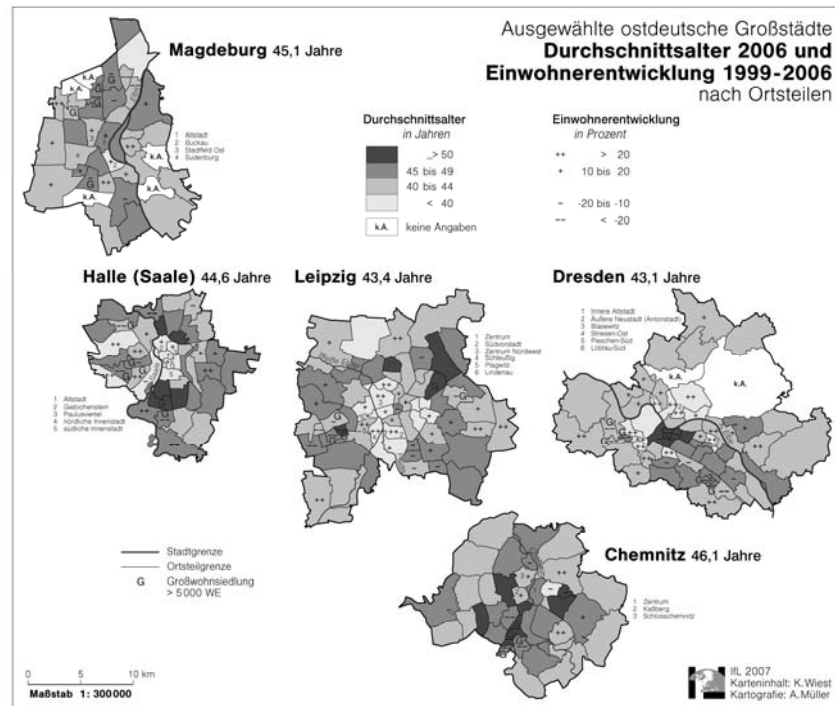 Ausgewählte ostdeutsche Großstädte
Durchschnittsalter 2006 und
Einwohnerentwicklung 1999-2006
nach Ortsteilen
Magdeburg 45,1 Jahre
1 Altstadt
2 Buckau
3 Stadtfeld Ost
4 Sudenburg
k.A.
k.A.
k.A.
k.A.
k.A.
Durchschnittsalter
in Jahren
_> 50
45 bis 49
40 bis 44
< 40
k.A. keine Angaben
Einwohnerentwicklung
in Prozent
++ > 20
+ 10 bis 20
– -20 bis -10
–– < -20
Halle (Saale) 44,6 Jahre
1 Altstadt
2 Giebichenstein
3 Paulusviertel
4 nördliche Innenstadt
5 südliche Innenstadt
Leipzig 43,4 Jahre
1 Zentrum
2 Südvorstadt
3 Zentrum Nordwest
4 Schleußig
5 Plagwitz
6 Lindenau
Dresden 43,1 Jahre
1 Innere Altstadt
2 Äußere Neustadt (Antonstadt)
3 Blasewitz
4 Striesen-Ost
5 Pieschen-Süd
6 Löbtau-Süd
k.A.
k.A.
Chemnitz 46,1 Jahre
1 Zentrum
2 Kaßberg
3 Schlosschemnitz
Stadtgrenze
Ortsteilgrenze
G Großwohnsiedlung
> 5 000 WE
0 5 10 km
Maßstab 1: 300 000
IfL 2007
Karteninhalt: K. Wiest
Kartografie: A. Müller